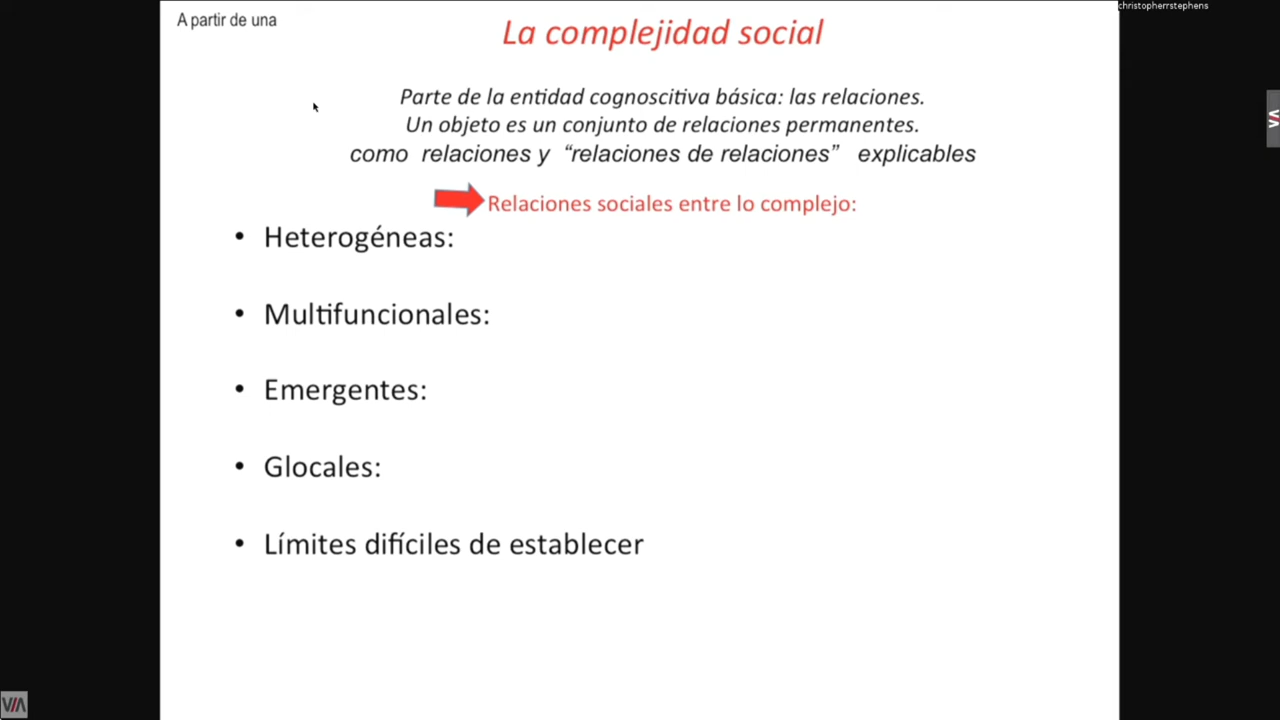 christopherrstephens
A partir de una
La complejidad social
Parte de la entidad cognoscitiva básica: las relaciones.
Un objeto es un conjunto de relaciones permanentes.
como relaciones y “relaciones de relaciones” explicables
Relaciones sociales entre lo complejo:
• Heterogéneas:
• Multifuncionales:
• Emergentes:
• Glocales:
• Límites difíciles de establecer
VIA
VIA